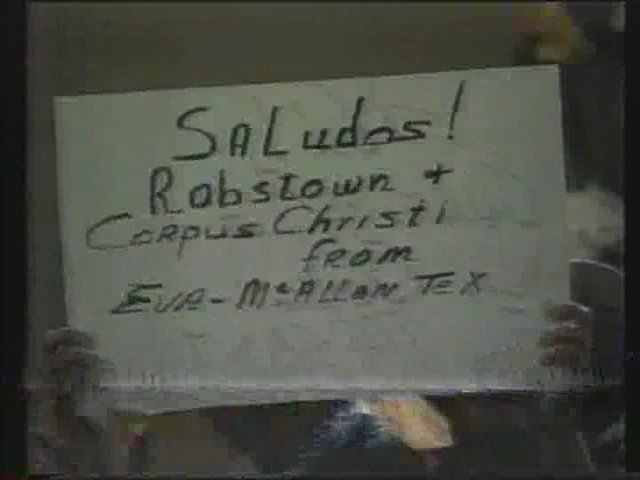 SALudos!
Robstown +
Corpus Christi
from
EVA - McAllen, TEX